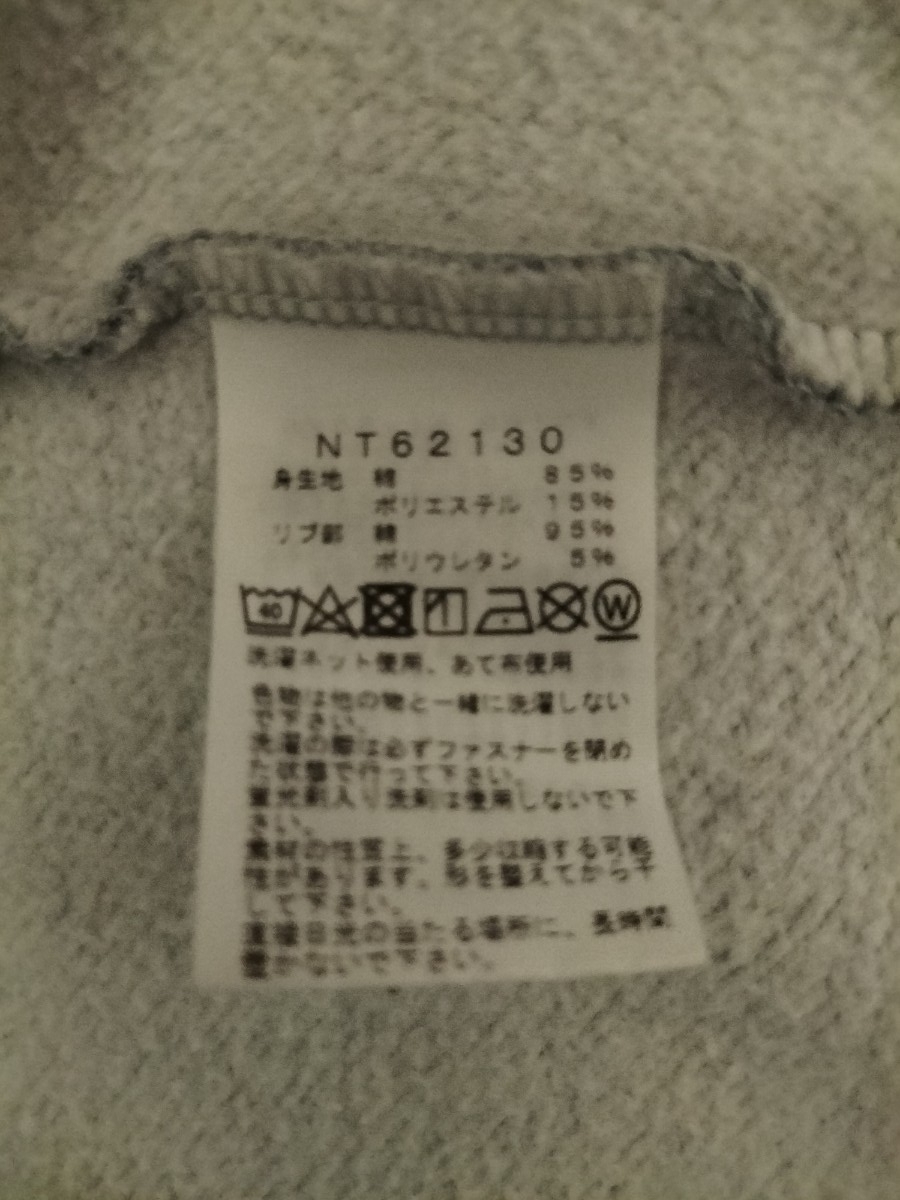 NT62130
身生地 綿 85%
ポリエステル 15%
リブ部 綿 95%
ポリウレタン 5%
40 W
洗濯ネット使用、あて布使用
色物は他の物と一緒に洗濯しない
で下さい。
洗濯の際は必ずファスナーを閉め
た状態で行って下さい。
蛍光剤入り洗剤は使用しないで下
さい。
素材の性質上、多少収縮する可能
性があります、形を整えてから干
して下さい。
直接日光の当たる場所に、長時間
置かないで下さい。